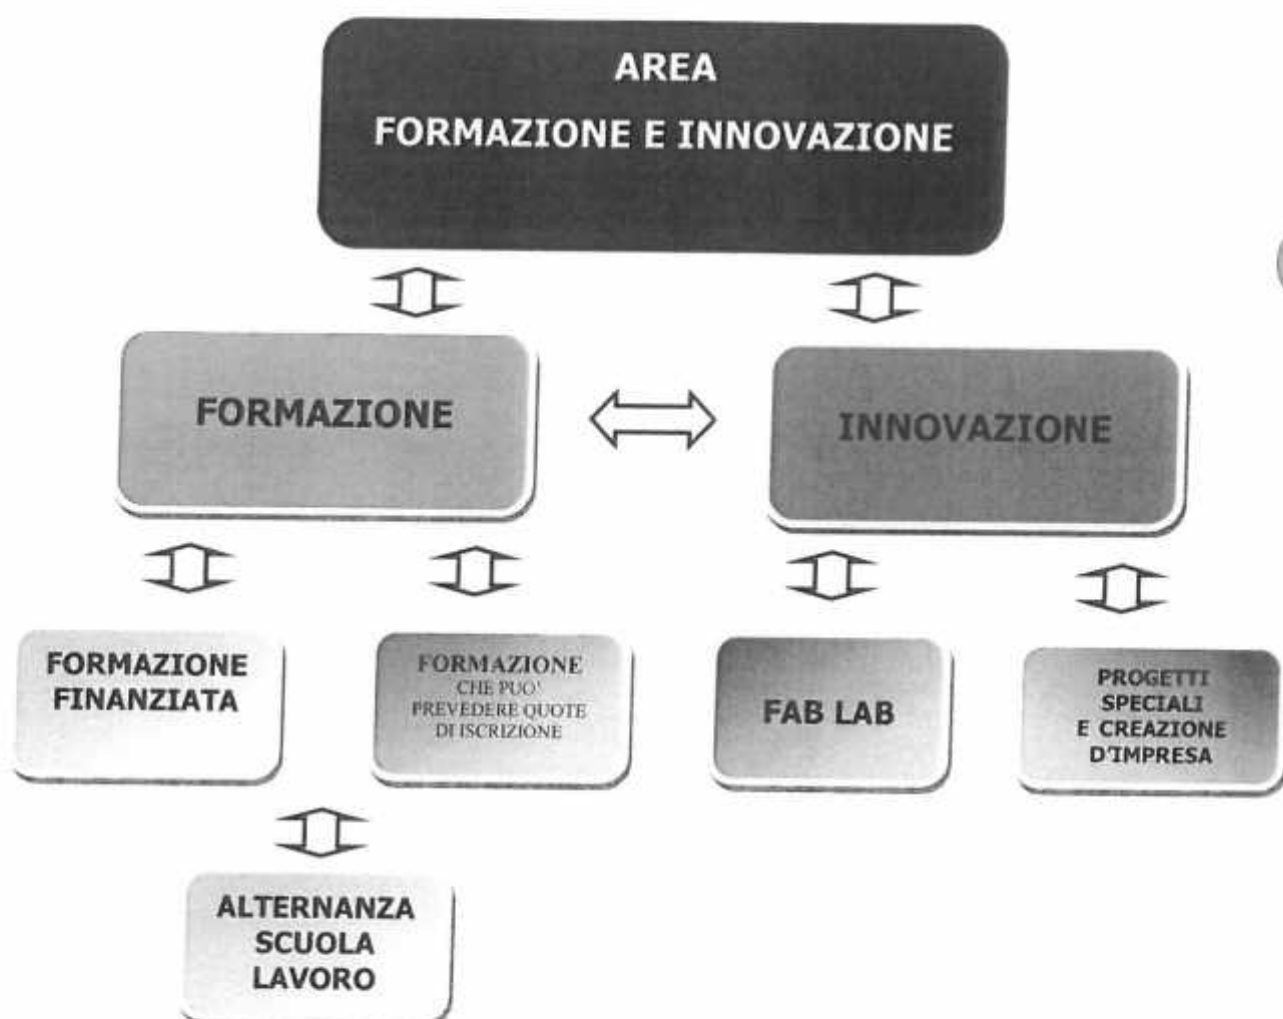 AREA
FORMAZIONE E INNOVAZIONE
FORMAZIONE
INNOVAZIONE
FORMAZIONE
FINANZIATA
FORMAZIONE
CHE PUO'
PREVEDERE QUOTE
DI ISCRIZIONE
FAB LAB
PROGETTI
SPECIALI
E CREAZIONE
D'IMPRESA
ALTERNANZA
SCUOLA
LAVORO